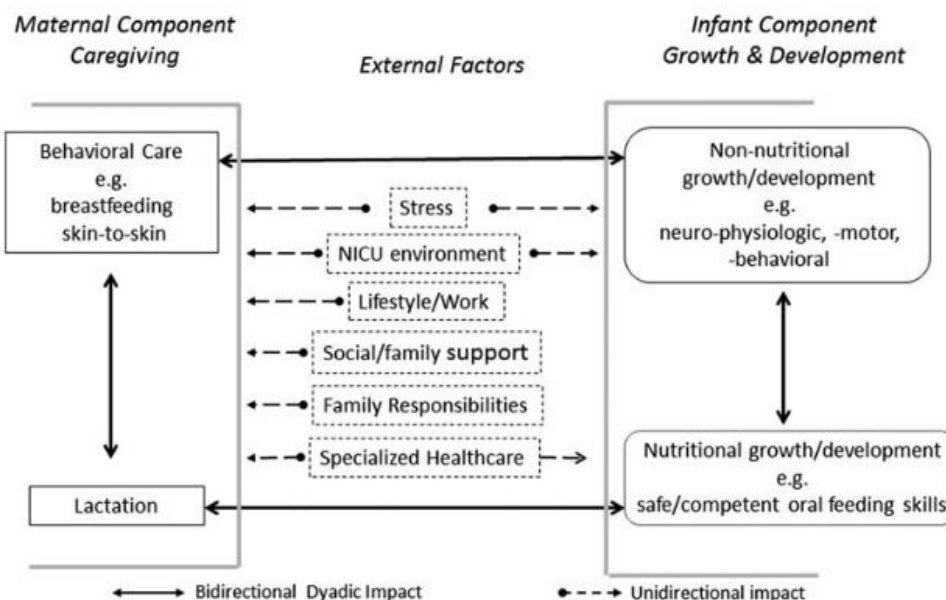 Maternal Component
Caregiving
External Factors
Infant Component
Growth & Development
Behavioral Care
e.g.
breastfeeding
skin-to-skin
Non-nutritional
growth/development
e.g.
neuro-physiologic, -motor,
-behavioral
Stress
NICU environment
Lifestyle/Work
Social/family support
Family Responsibilities
Specialized Healthcare
Lactation
Nutritional growth/development
e.g.
safe/competent oral feeding skills
Bidirectional Dyadic Impact
Unidirectional impact